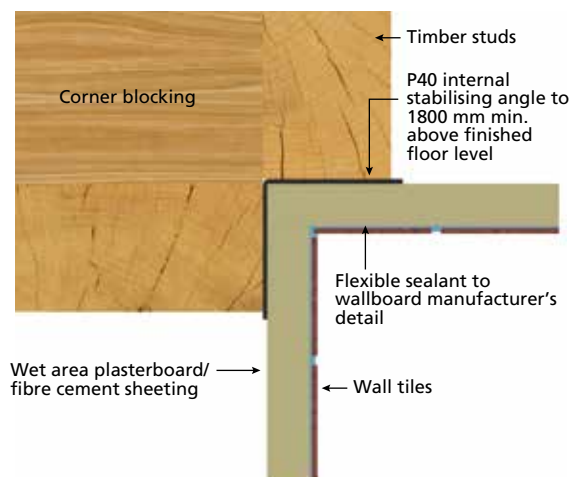 Timber studs
Corner blocking
P40 internal
stabilising angle to
1800 mm min.
above finished
floor level
Flexible sealant to
wallboard manufacturer's
detail
Wet area plasterboard/
fibre cement sheeting
Wall tiles